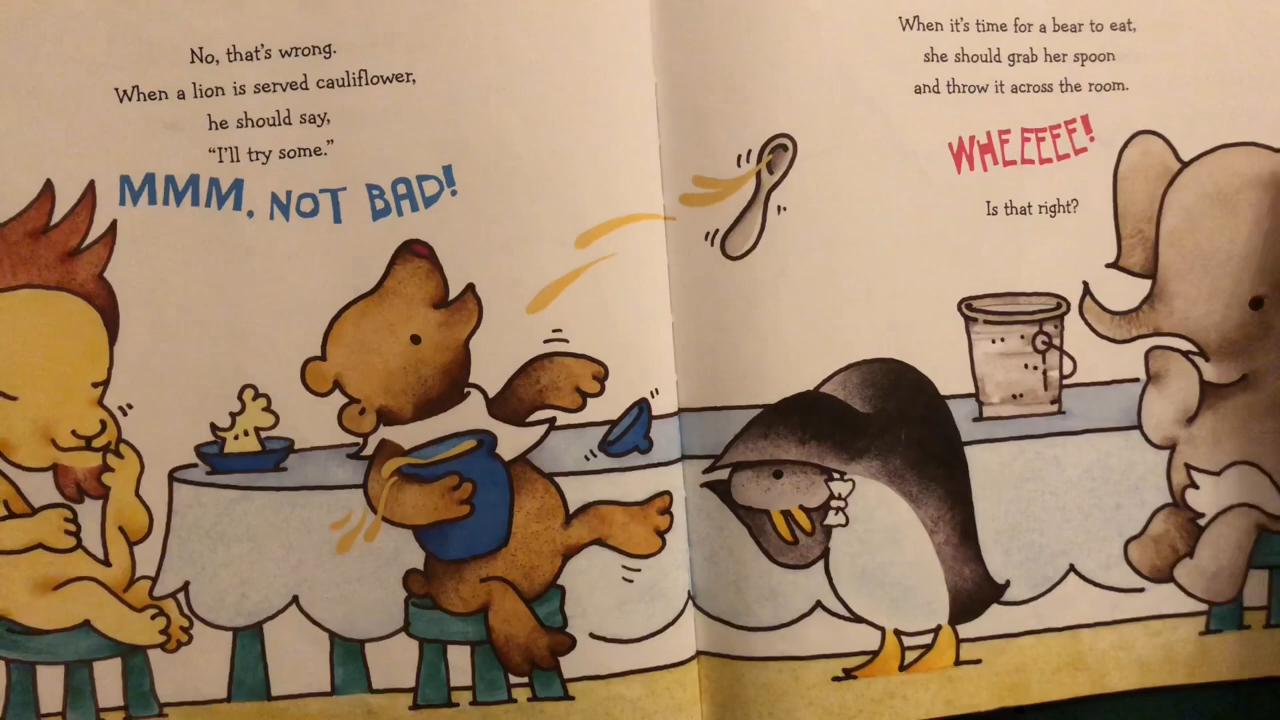 No, that's wrong.
When a lion is served cauliflower,
he should say,
"I'll try some."
MMM, NOT BAD!
When it's time for a bear to eat,
she should grab her spoon
and throw it across the room.
WHEEEEE!
Is that right?